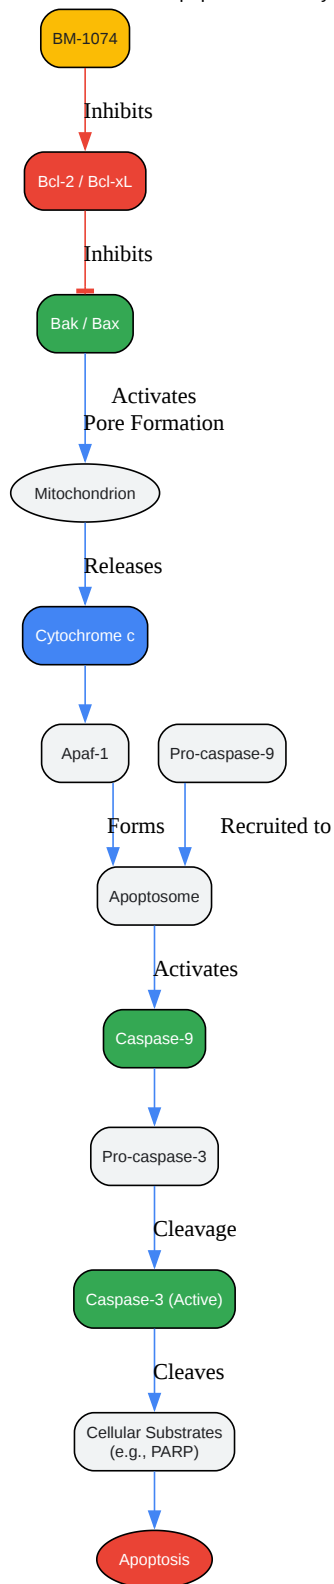 BM-1074
Inhibits
Bcl-2 / Bcl-xL
Inhibits
Bak / Bax
Activates
Pore Formation
Mitochondrion
Releases
Cytochrome c
Apaf-1
Pro-caspase-9
Forms
Recruited to
Apoptosome
Activates
Caspase-9
Pro-caspase-3
Cleavage
Caspase-3 (Active)
Cleaves
Cellular Substrates
(e.g., PARP)
Apoptosis